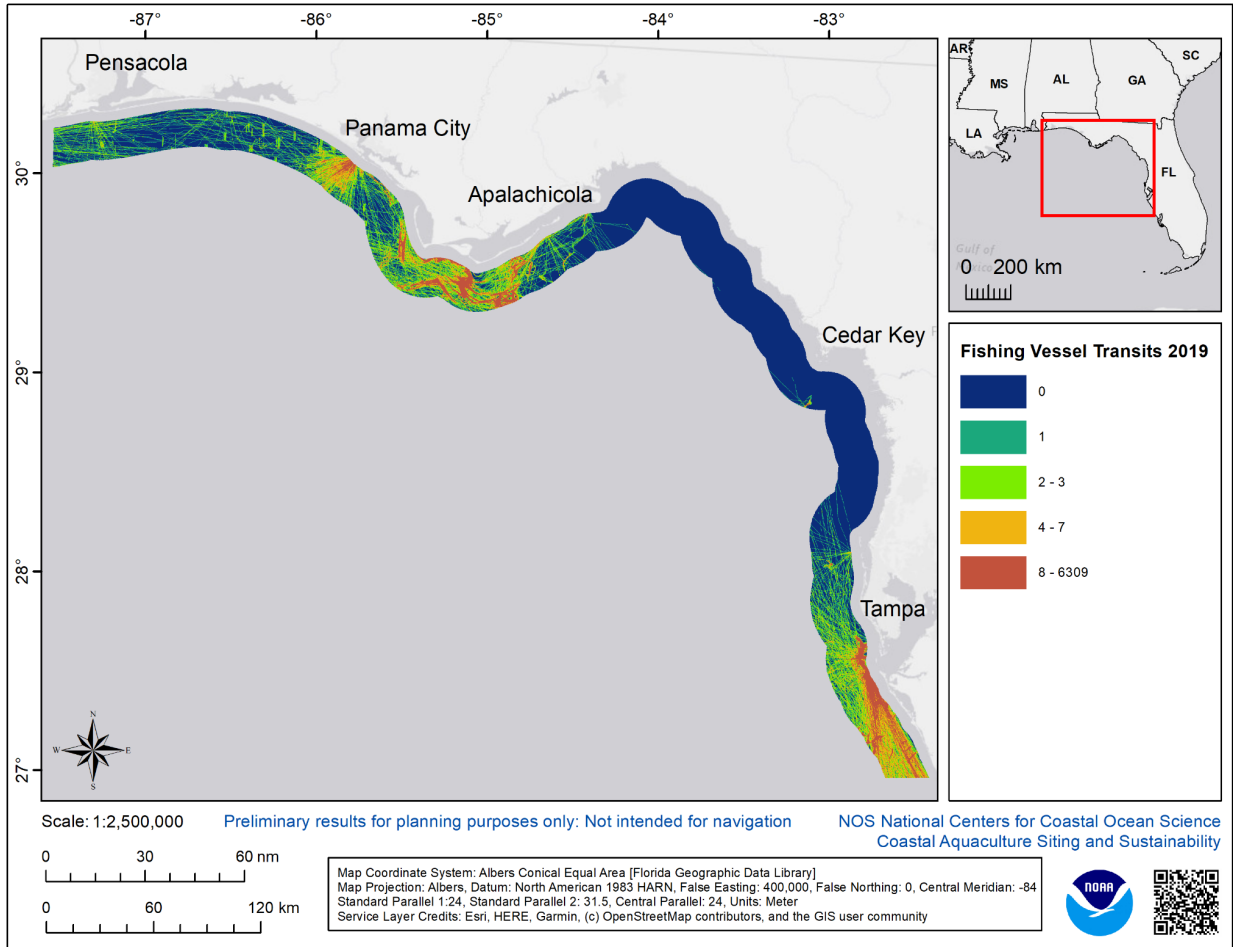 -87°
-86°
-85°
-84°
-83°
30°
29°
28°
27°
Pensacola
Panama City
Apalachicola
Cedar Key
Tampa
N
W
E
S
AR
MS
AL
GA
SC
LA
FL
Gulf of
0 200 km
Fishing Vessel Transits 2019
0
1
2 - 3
4 - 7
8 - 6309
Scale: 1:2,500,000
Preliminary results for planning purposes only: Not intended for navigation
NOS National Centers for Coastal Ocean Science
Coastal Aquaculture Siting and Sustainability
0 30 60 nm
0 60 120 km
Map Coordinate System: Albers Conical Equal Area [Florida Geographic Data Library]
Map Projection: Albers, Datum: North American 1983 HARN, False Easting: 400,000, False Northing: 0, Central Meridian: -84
Standard Parallel 1:24, Standard Parallel 2: 31.5, Central Parallel: 24, Units: Meter
Service Layer Credits: Esri, HERE, Garmin, (c) OpenStreetMap contributors, and the GIS user community
NOAA